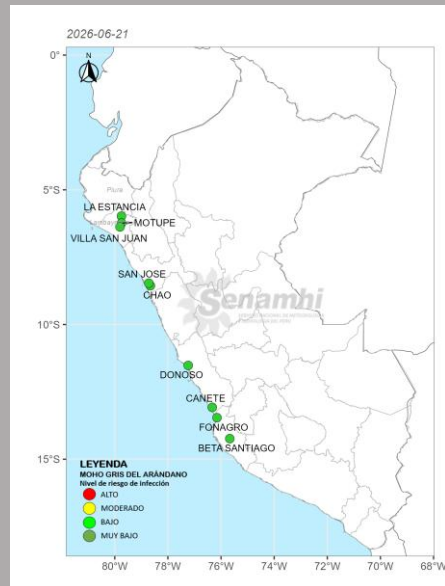 2026-06-21
N
0°
5°S
10°S
15°S
Piura
LA ESTANCIA
MOTUPE
VILLA SAN JUAN
SAN JOSE
CHAO
Senamhi
DONOSO
CANETE
FONAGRO
BETA SANTIAGO
LEYENDA
MOHO GRIS DEL ARÁNDANO
Nivel de riesgo de infección
ALTO
MODERADO
BAJO
MUY BAJO
80°W 78°W 76°W 74°W 72°W 70°W 68°W